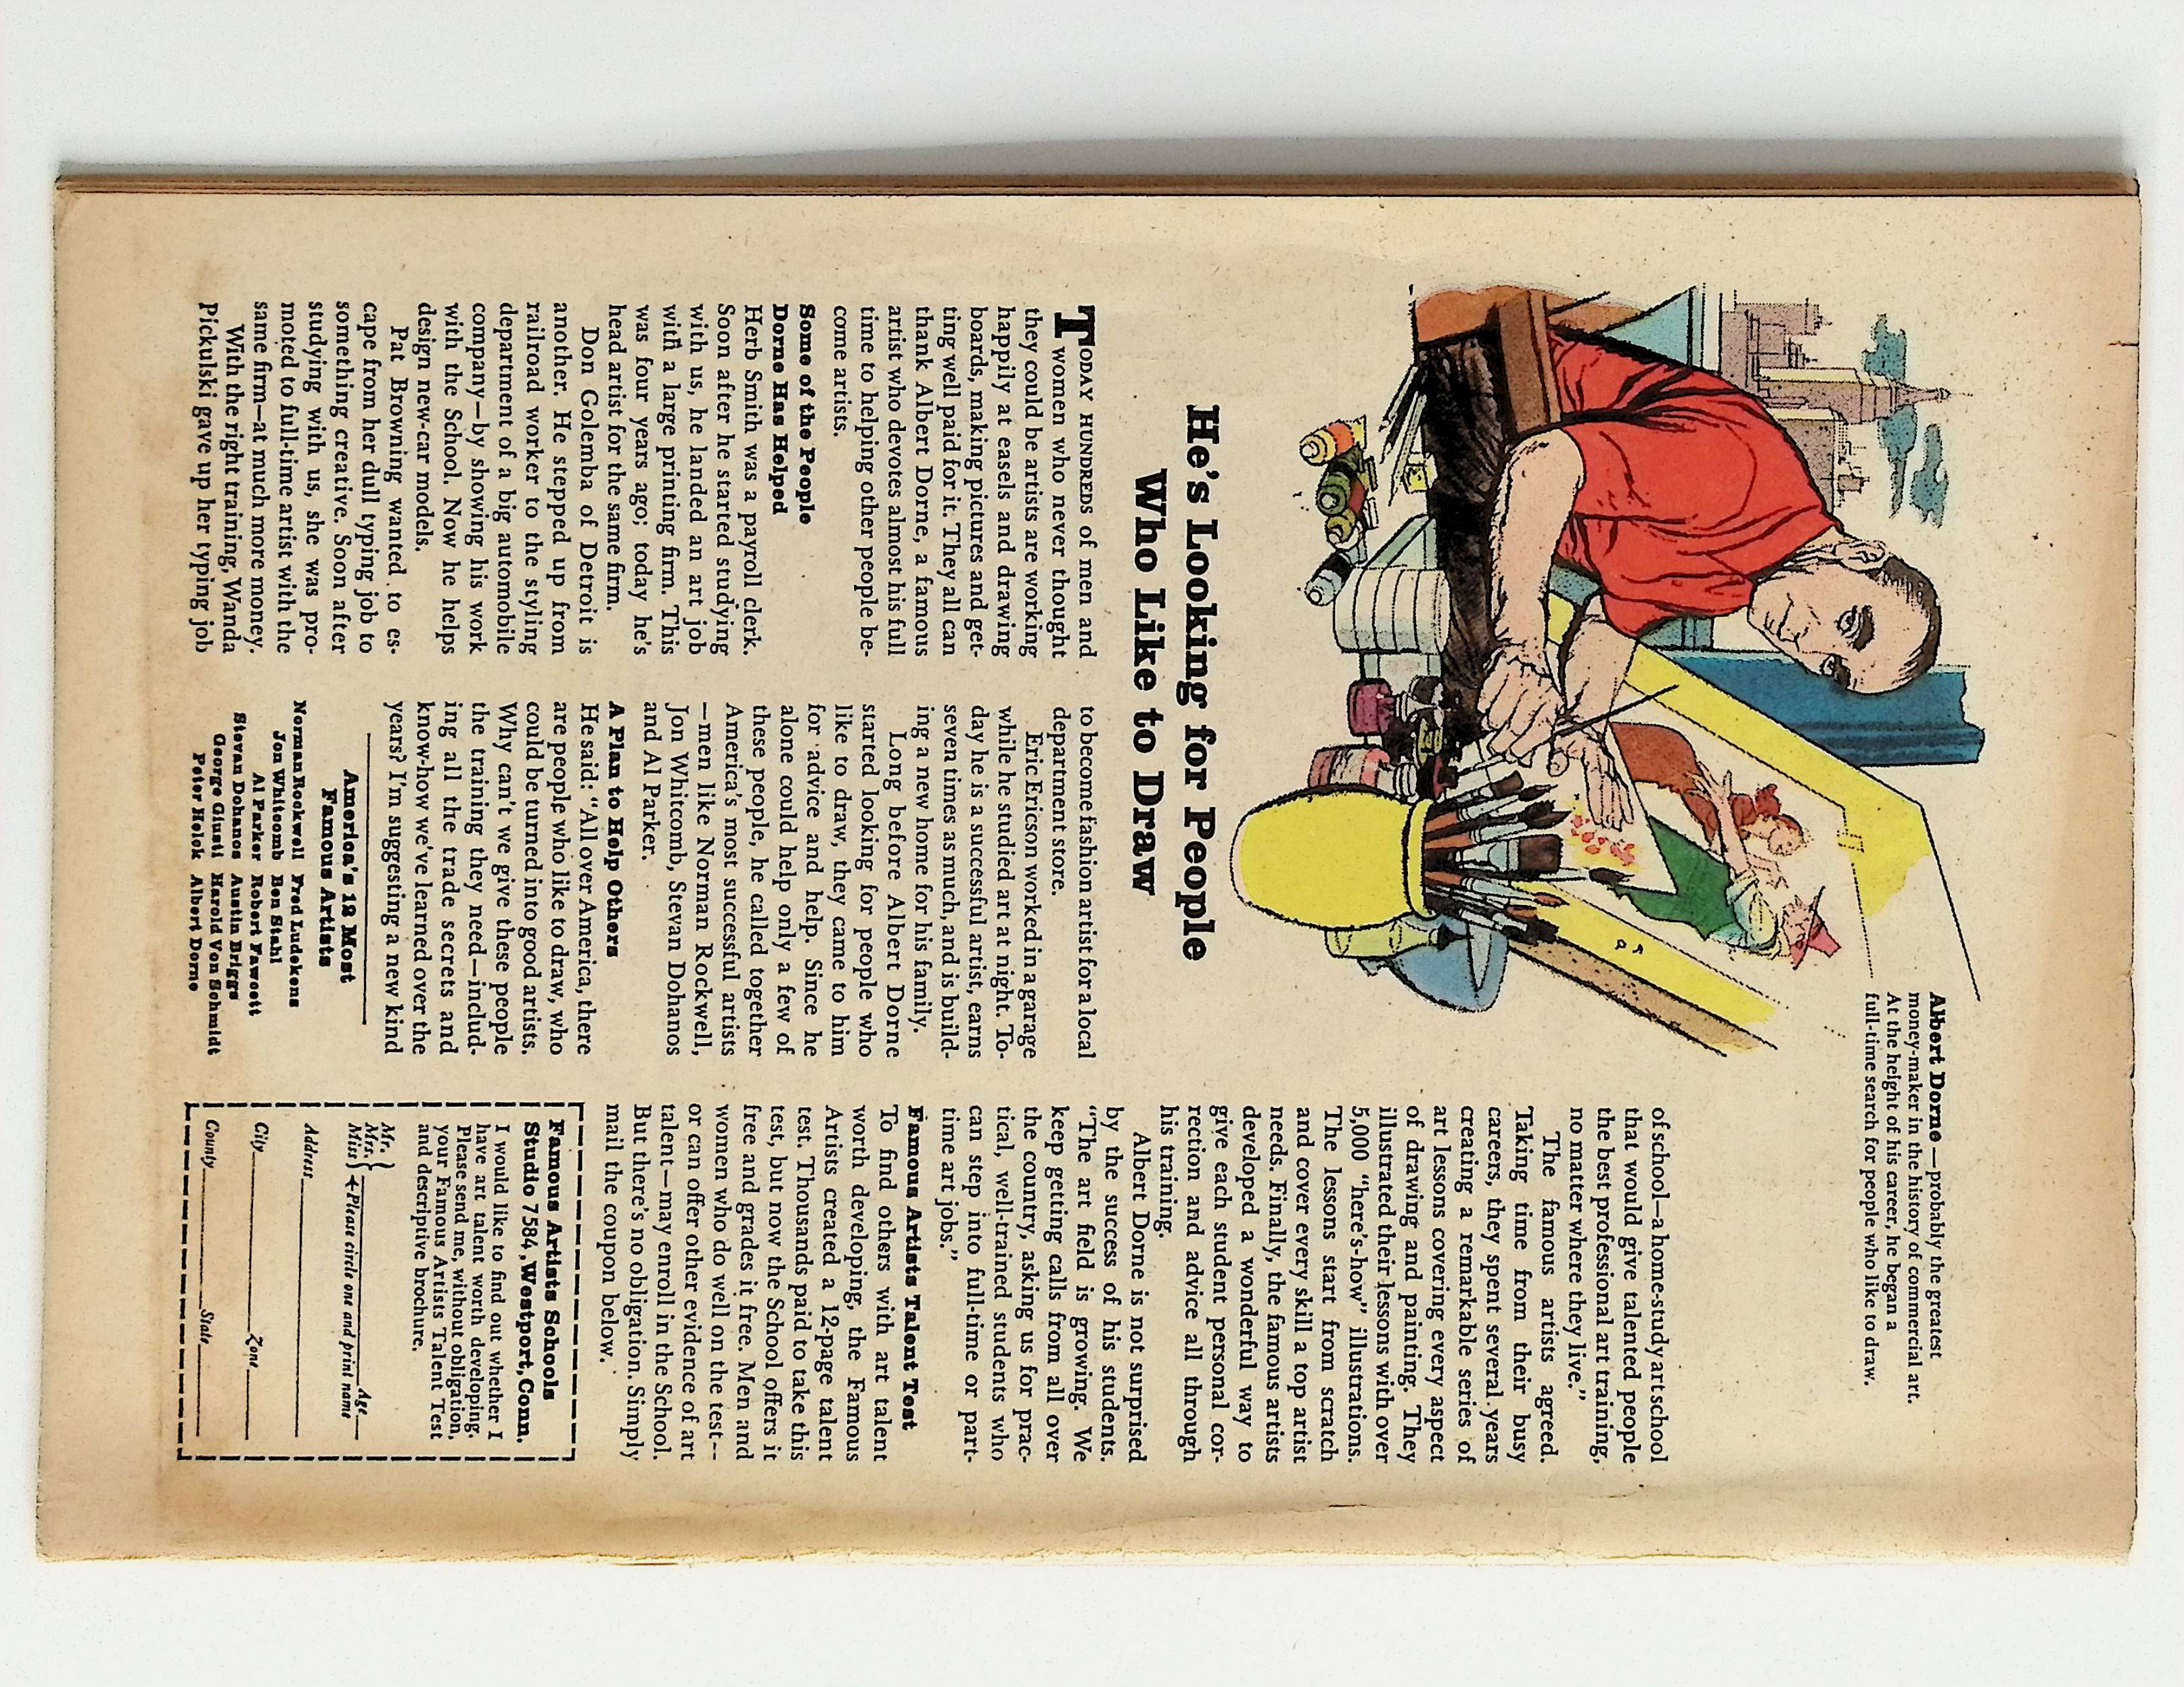 Albert Dorne—probably the greatest
money-maker in the history of commercial art.
At the height of his career, he began a
full-time search for people who like to draw.
He's Looking for People
Who Like to Draw
TODAY HUNDREDS of men and
women who never thought
they could be artists are working
happily at easels and drawing
boards, making pictures and get-
ting well paid for it. They all can
thank Albert Dorne, a famous
artist who devotes almost his full
time to helping other people be-
come artists.
Some of the People
Dorne Has Helped
Herb Smith was a payroll clerk.
Soon after he started studying
with us, he landed an art job
with a large printing firm. This
was four years ago; today he's
head artist for the same firm.
Don Golemba of Detroit is
another. He stepped up from
railroad worker to the styling
department of a big automobile
company—by showing his work
with the School. Now he helps
design new-car models.
Pat Browning wanted to es-
cape from her dull typing job to
something creative. Soon after
studying with us, she was pro-
moted to full-time artist with the
same firm—at much more money.
With the right training, Wanda
Pickulski gave up her typing job
to become fashion artist for a local
department store.
Eric Ericson worked in a garage
while he studied art at night. To-
day he is a successful artist, earns
seven times as much, and is build-
ing a new home for his family.
Long before Albert Dorne
started looking for people who
like to draw, they came to him
for advice and help. Since he
alone could help only a few of
these people, he called together
America's most successful artists
—men like Norman Rockwell,
Jon Whitcomb, Stevan Dohanos
and Al Parker.
A Plan to Help Others
He said: "All over America, there
are people who like to draw, who
could be turned into good artists.
Why can't we give these people
the training they need—includ-
ing all the trade secrets and
know-how we've learned over the
years? I'm suggesting a new kind
America's 12 Most
Famous Artists
Norman Rockwell Fred Ludekens
Jon Whitcomb Ben Stahl
Al Parker Robert Fawcett
Stevan Dohanos Austin Briggs
George Giusti Harold Von Schmidt
Peter Helck Albert Dorne
of school—a home-study art school
that would give talented people
the best professional art training,
no matter where they live."
The famous artists agreed.
Taking time from their busy
careers, they spent several years
creating a remarkable series of
art lessons covering every aspect
of drawing and painting. They
illustrated their lessons with over
5,000 "here's-how" illustrations.
The lessons start from scratch
and cover every skill a top artist
needs. Finally, the famous artists
developed a wonderful way to
give each student personal cor-
rection and advice all through
his training.
Albert Dorne is not surprised
by the success of his students.
"The art field is growing. We
keep getting calls from all over
the country, asking us for prac-
tical, well-trained students who
can step into full-time or part-
time art jobs."
Famous Artists Talent Test
To find others with art talent
worth developing, the Famous
Artists created a 12-page talent
test. Thousands paid to take this
test, but now the School offers it
free and grades it free. Men and
women who do well on the test—
or can offer other evidence of art
talent—may enroll in the School.
But there's no obligation. Simply
mail the coupon below.
Famous Artists Schools
Studio 7584, Westport, Conn.
I would like to find out whether I
have art talent worth developing.
Please send me, without obligation,
your Famous Artists Talent Test
and descriptive brochure.
Mr.
Mrs. Age
Miss (Please circle one and print name
Address
City Zone
County State